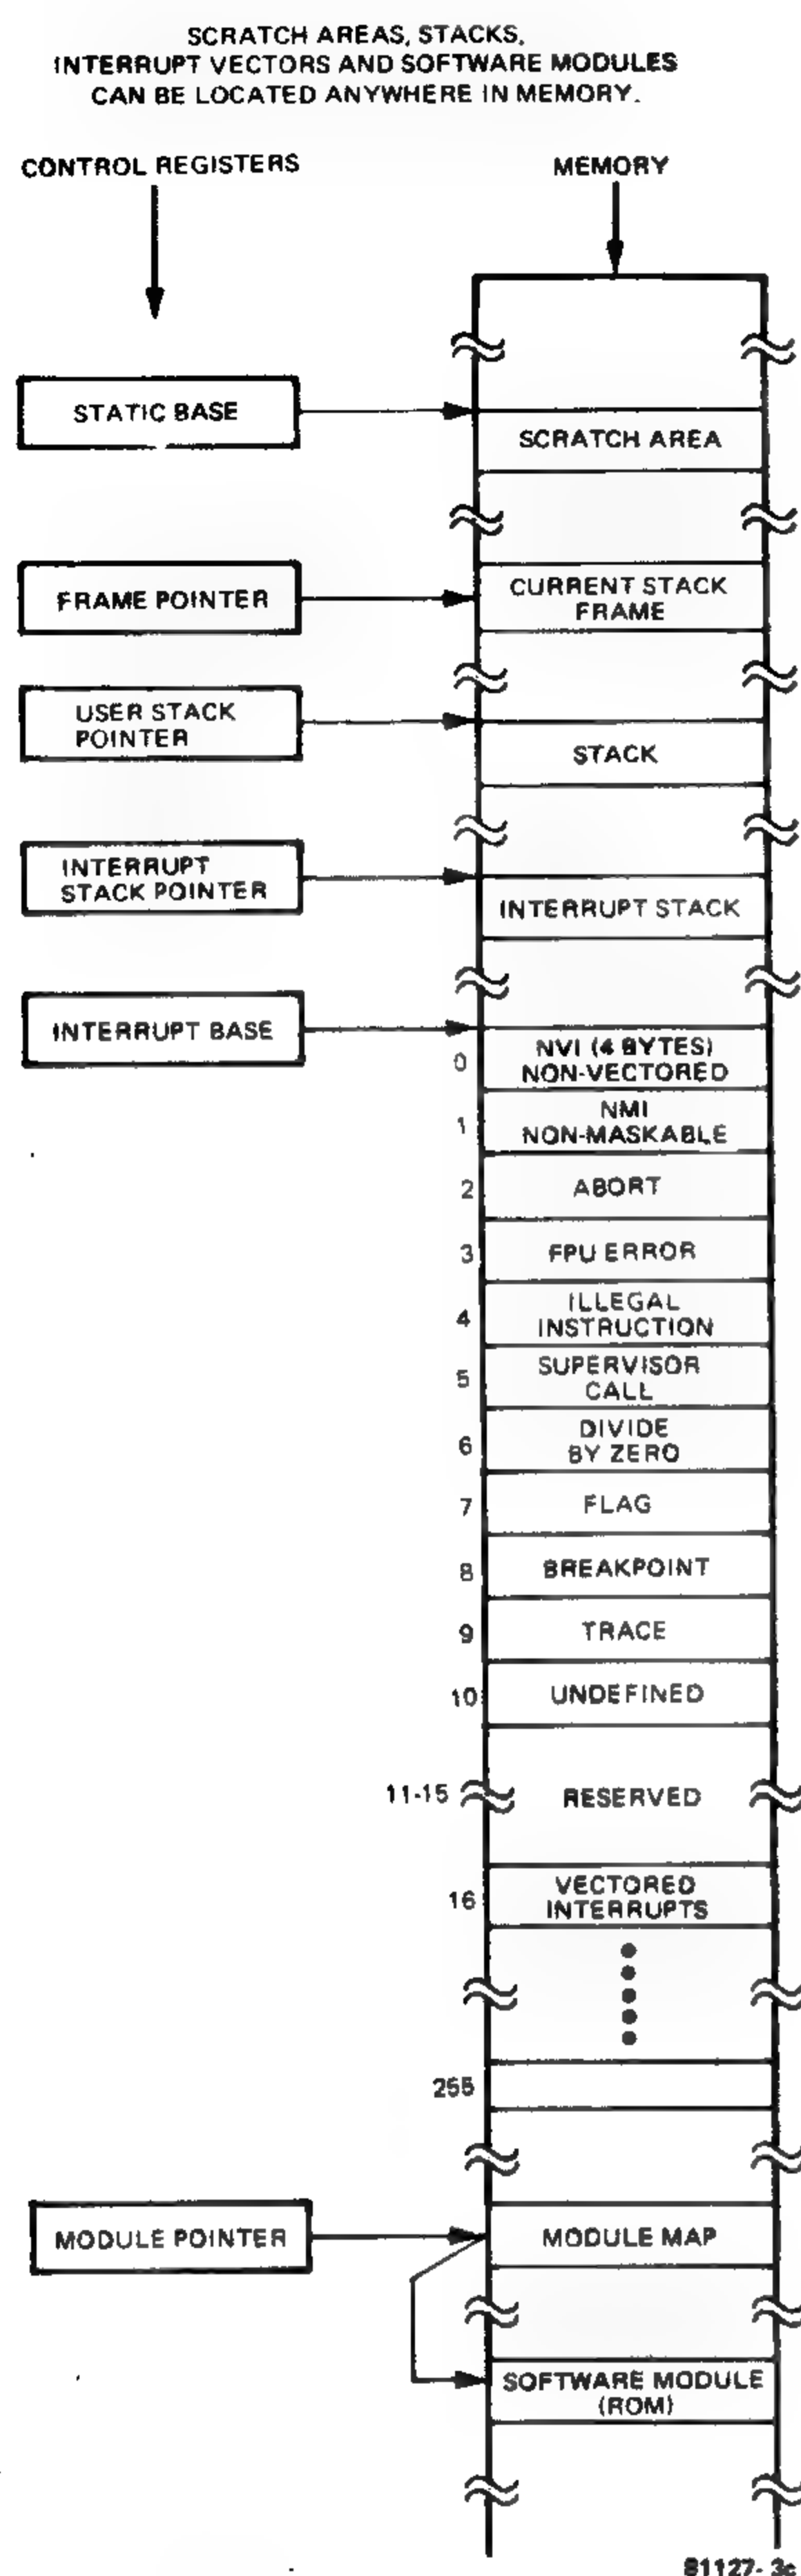 SCRATCH AREAS, STACKS,
INTERRUPT VECTORS AND SOFTWARE MODULES
CAN BE LOCATED ANYWHERE IN MEMORY.
CONTROL REGISTERS
MEMORY
STATIC BASE
SCRATCH AREA
FRAME POINTER
CURRENT STACK
FRAME
USER STACK
POINTER
STACK
INTERRUPT
STACK POINTER
INTERRUPT STACK
INTERRUPT BASE
0
NVI (4 BYTES)
NON-VECTORED
1
NMI
NON-MASKABLE
2
ABORT
3
FPU ERROR
4
ILLEGAL
INSTRUCTION
5
SUPERVISOR
CALL
6
DIVIDE
BY ZERO
7
FLAG
8
BREAKPOINT
9
TRACE
10
UNDEFINED
11-15
RESERVED
16
VECTORED
INTERRUPTS
255
MODULE POINTER
MODULE MAP
SOFTWARE MODULE
(ROM)
81127-3c